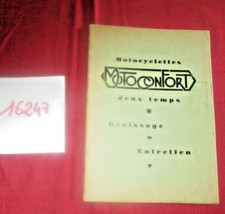 Motocyclettes
MOTOCONFORT
deux temps
Graissage
=
Entretien
16247